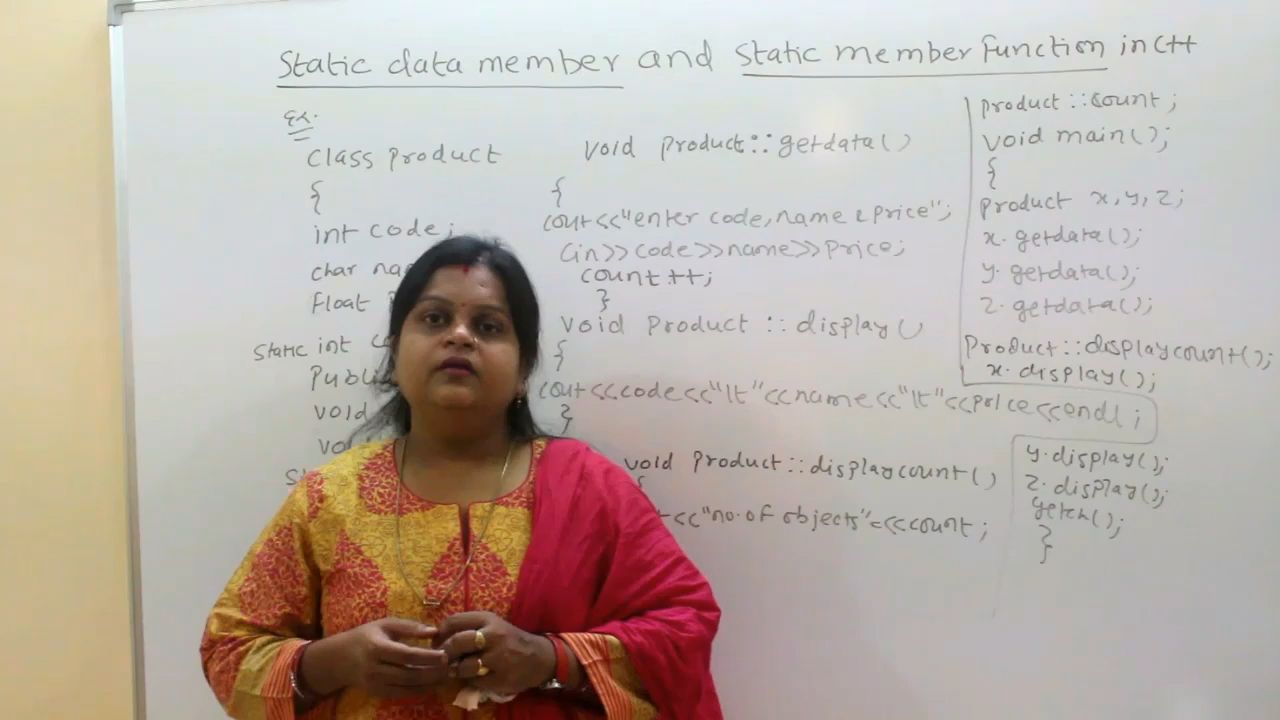 Static data member and static member function in C++
Ex.
Class product
{
int code;
char
float
Static int
Publ
void
void product::getdata()
{
cout<<"enter code, name & price";
Cin>>code>>name>>price;
count++;
}
void product :: display()
{
cout<<code<<"\t"<<name<<"\t"<<price<<endl;
}
void product::displaycount()
{
<<"no. of objects"=<<count;
product::count;
void main();
{
product x, y, z;
x.getdata();
y.getdata();
z.getdata();
product::displaycount();
x.display();
y.display();
z.display();
getch();
}